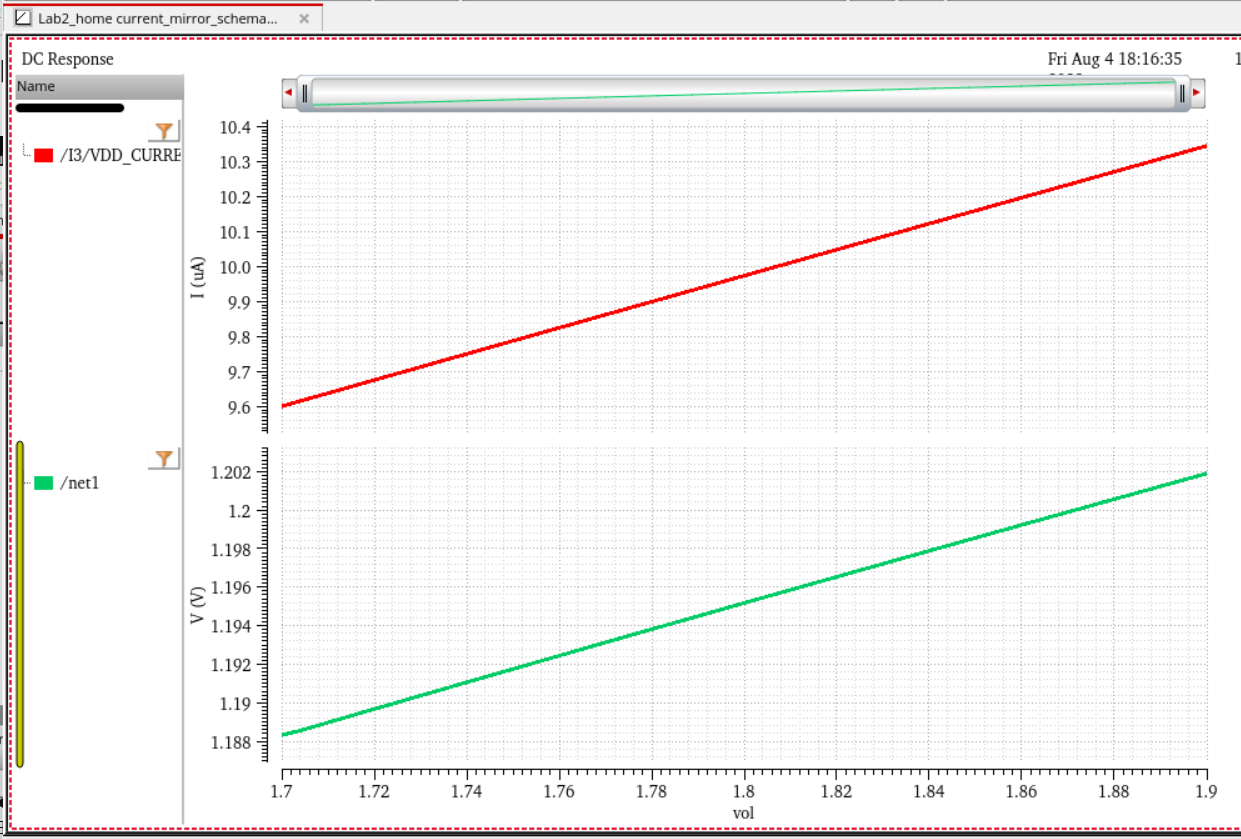 Lab2_home current_mirror_schema...
DC Response
Fri Aug 4 18:16:35
1
Name
/I3/VDD_CURRE
10.4
10.3
10.2
10.1
10.0
9.9
9.8
9.7
9.6
I (uA)
/net1
1.202
1.2
1.198
1.196
1.194
1.192
1.19
1.188
V (V)
1.7 1.72 1.74 1.76 1.78 1.8 1.82 1.84 1.86 1.88 1.9
vol